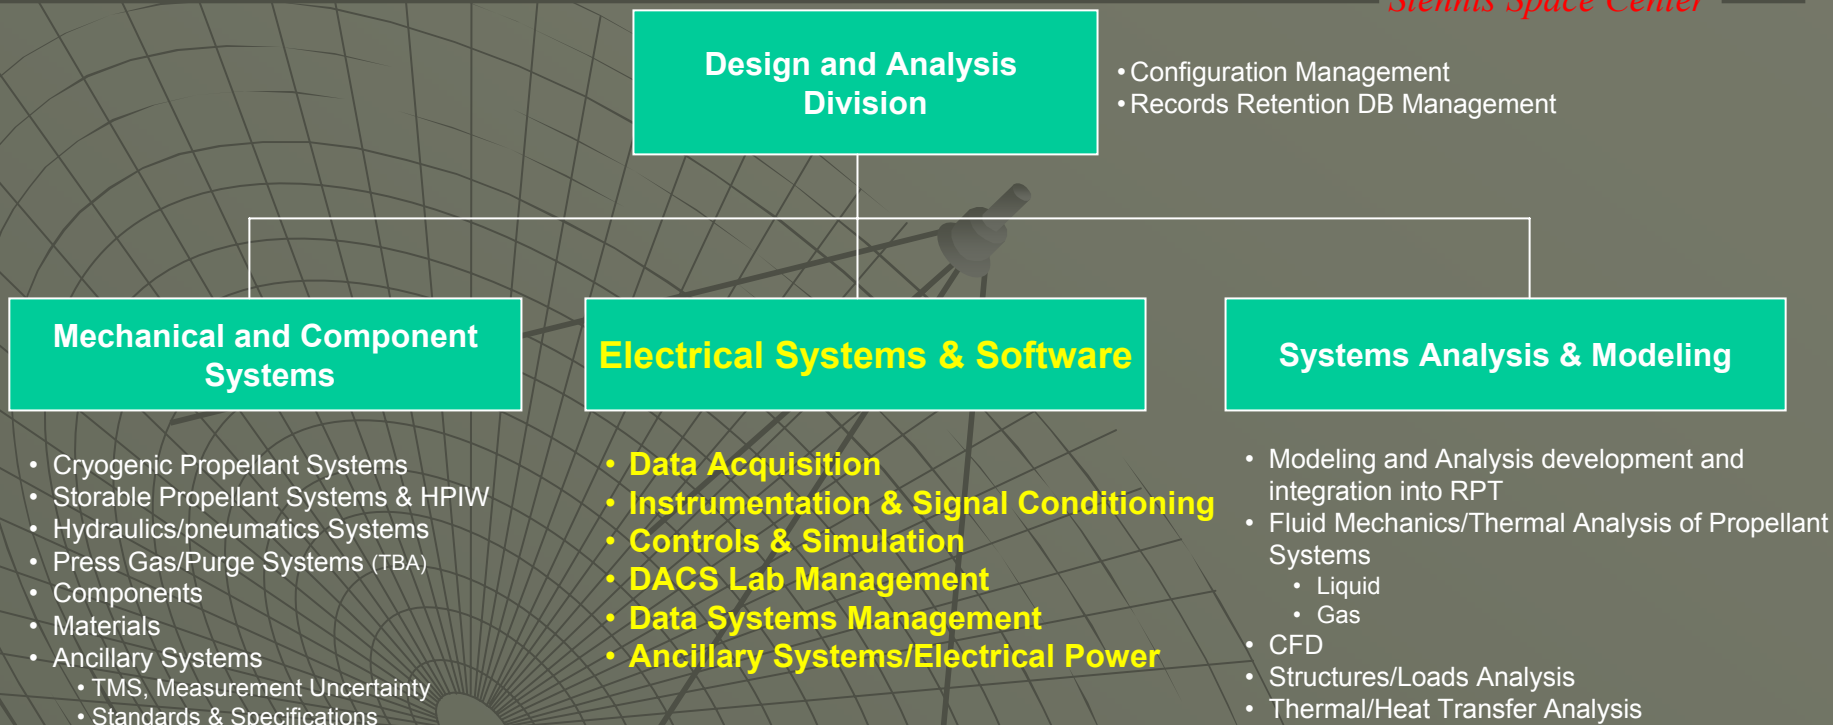 Stennis Space Center
Design and Analysis
Division
• Configuration Management
• Records Retention DB Management
Mechanical and Component
Systems
Electrical Systems & Software
Systems Analysis & Modeling
• Cryogenic Propellant Systems
• Storable Propellant Systems & HPIW
• Hydraulics/pneumatics Systems
• Press Gas/Purge Systems (TBA)
• Components
• Materials
• Ancillary Systems
• TMS, Measurement Uncertainty
• Standards & Specifications
• Data Acquisition
• Instrumentation & Signal Conditioning
• Controls & Simulation
• DACS Lab Management
• Data Systems Management
• Ancillary Systems/Electrical Power
• Modeling and Analysis development and
integration into RPT
• Fluid Mechanics/Thermal Analysis of Propellant
Systems
• Liquid
• Gas
• CFD
• Structures/Loads Analysis
• Thermal/Heat Transfer Analysis